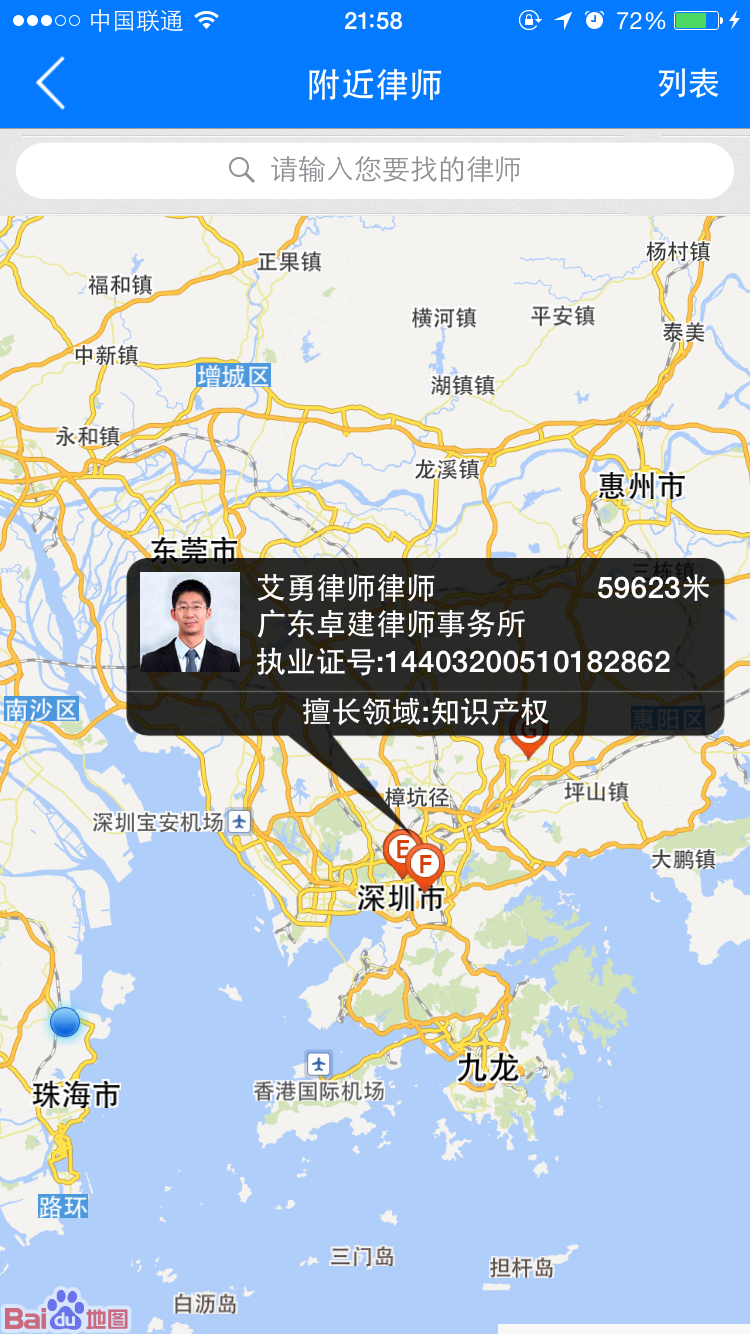 中国联通 21:58 72%
附近律师 列表
请输入您要找的律师
杨村镇
正果镇
福和镇
横河镇 平安镇
泰美
中新镇
增城区
湖镇镇
永和镇
龙溪镇
惠州市
东莞市
三栋镇
艾勇律师律师 59623米
广东卓建律师事务所
执业证号:14403200510182862
南沙区
擅长领域:知识产权
惠阳区
G
樟坑径
坪山镇
深圳宝安机场
E
F
大鹏镇
深圳市
九龙
香港国际机场
珠海市
路环
三门岛
担杆岛
白沥岛
Bai du 地图